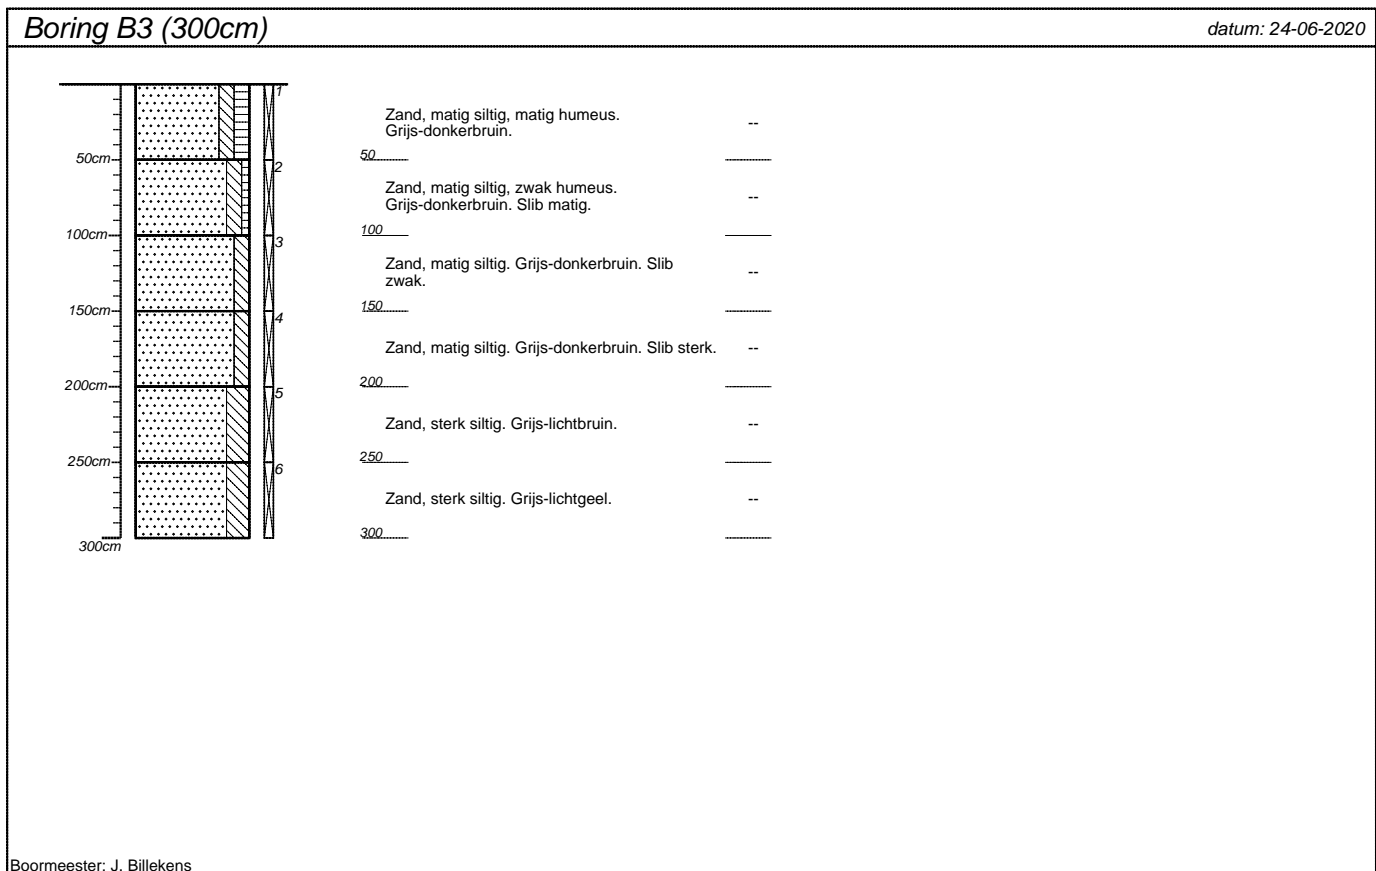 Boring B3 (300cm)
datum: 24-06-2020
1
Zand, matig siltig, matig humeus.
Grijs-donkerbruin.
--
50cm
50
2
Zand, matig siltig, zwak humeus.
Grijs-donkerbruin. Slib matig.
--
100cm
100
3
Zand, matig siltig. Grijs-donkerbruin. Slib
zwak.
--
150cm
150
4
Zand, matig siltig. Grijs-donkerbruin. Slib sterk.
--
200cm
200
5
Zand, sterk siltig. Grijs-lichtbruin.
--
250cm
250
6
Zand, sterk siltig. Grijs-lichtgeel.
--
300
300cm
Boormeester: J. Billekens